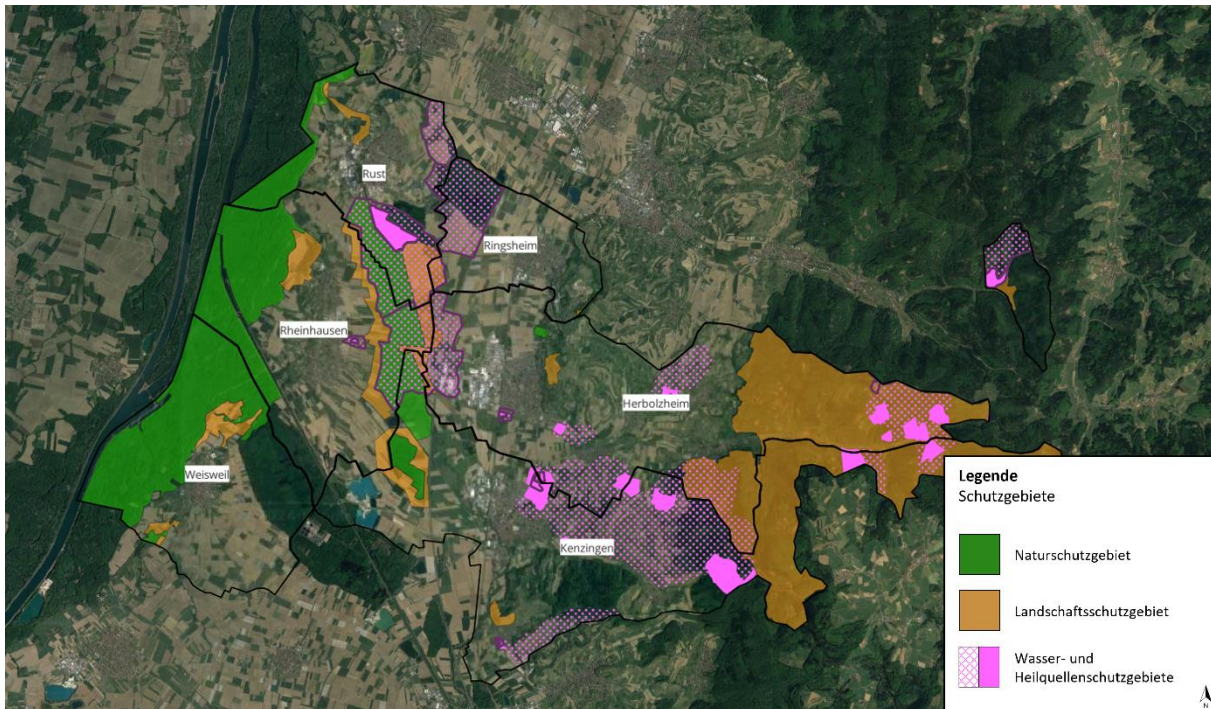 Rust
Ringsheim
Rheinhausen
Herbolzheim
Weisweil
Kenzingen
Legende
Schutzgebiete
Naturschutzgebiet
Landschaftsschutzgebiet
Wasser- und
Heilquellenschutzgebiete
N